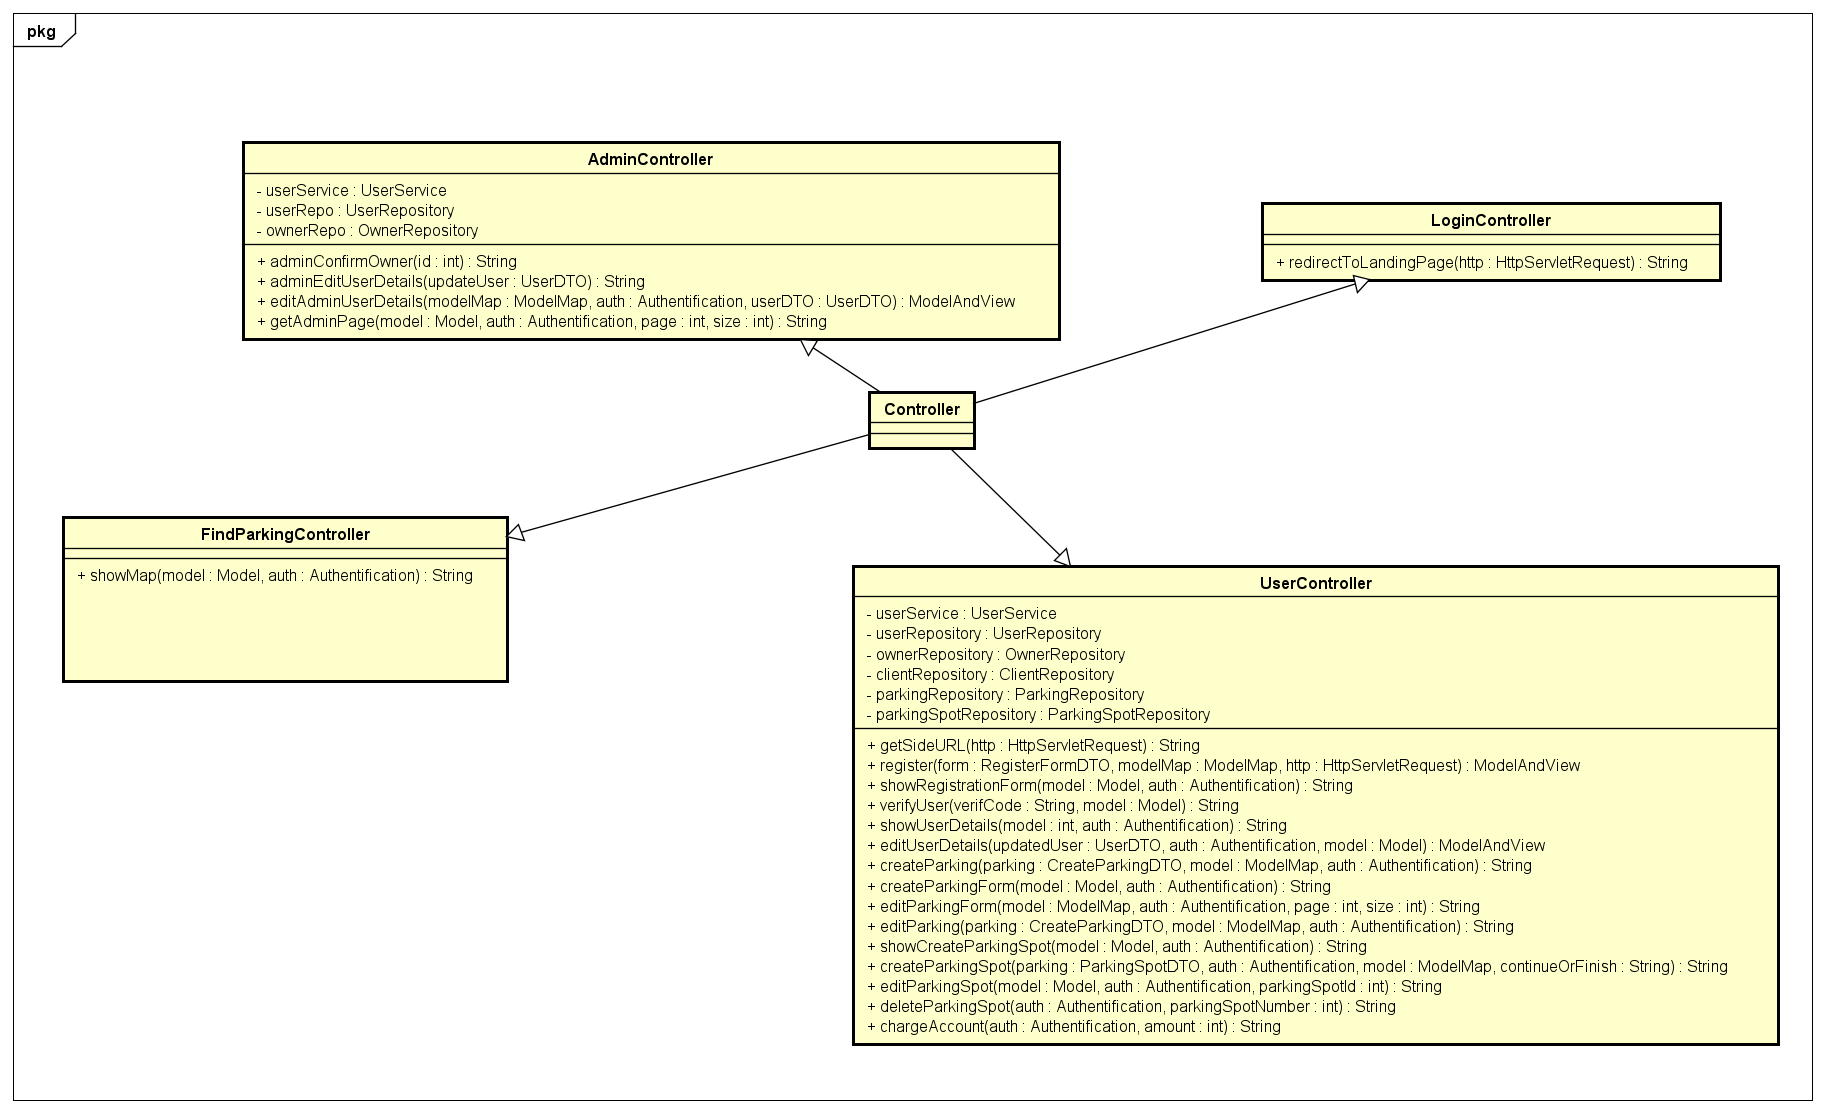 pkg
AdminController
- userService : UserService
- userRepo : UserRepository
- ownerRepo : OwnerRepository
+ adminConfirmOwner(id : int) : String
+ adminEditUserDetails(updateUser : UserDTO) : String
+ editAdminUserDetails(modelMap : ModelMap, auth : Authentification, userDTO : UserDTO) : ModelAndView
+ getAdminPage(model : Model, auth : Authentification, page : int, size : int) : String
LoginController
+ redirectToLandingPage(http : HttpServletRequest) : String
Controller
FindParkingController
+ showMap(model : Model, auth : Authentification) : String
UserController
- userService : UserService
- userRepository : UserRepository
- ownerRepository : OwnerRepository
- clientRepository : ClientRepository
- parkingRepository : ParkingRepository
- parkingSpotRepository : ParkingSpotRepository
+ getSideURL(http : HttpServletRequest) : String
+ register(form : RegisterFormDTO, modelMap : ModelMap, http : HttpServletRequest) : ModelAndView
+ showRegistrationForm(model : Model, auth : Authentification) : String
+ verifyUser(verifCode : String, model : Model) : String
+ showUserDetails(model : int, auth : Authentification) : String
+ editUserDetails(updatedUser : UserDTO, auth : Authentification, model : Model) : ModelAndView
+ createParking(parking : CreateParkingDTO, model : ModelMap, auth : Authentification) : String
+ createParkingForm(model : Model, auth : Authentification) : String
+ editParkingForm(model : ModelMap, auth : Authentification, page : int, size : int) : String
+ editParking(parking : CreateParkingDTO, model : ModelMap, auth : Authentification) : String
+ showCreateParkingSpot(model : Model, auth : Authentification) : String
+ createParkingSpot(parking : ParkingSpotDTO, auth : Authentification, model : ModelMap, continueOrFinish : String) : String
+ editParkingSpot(model : Model, auth : Authentification, parkingSpotId : int) : String
+ deleteParkingSpot(auth : Authentification, parkingSpotNumber : int) : String
+ chargeAccount(auth : Authentification, amount : int) : String